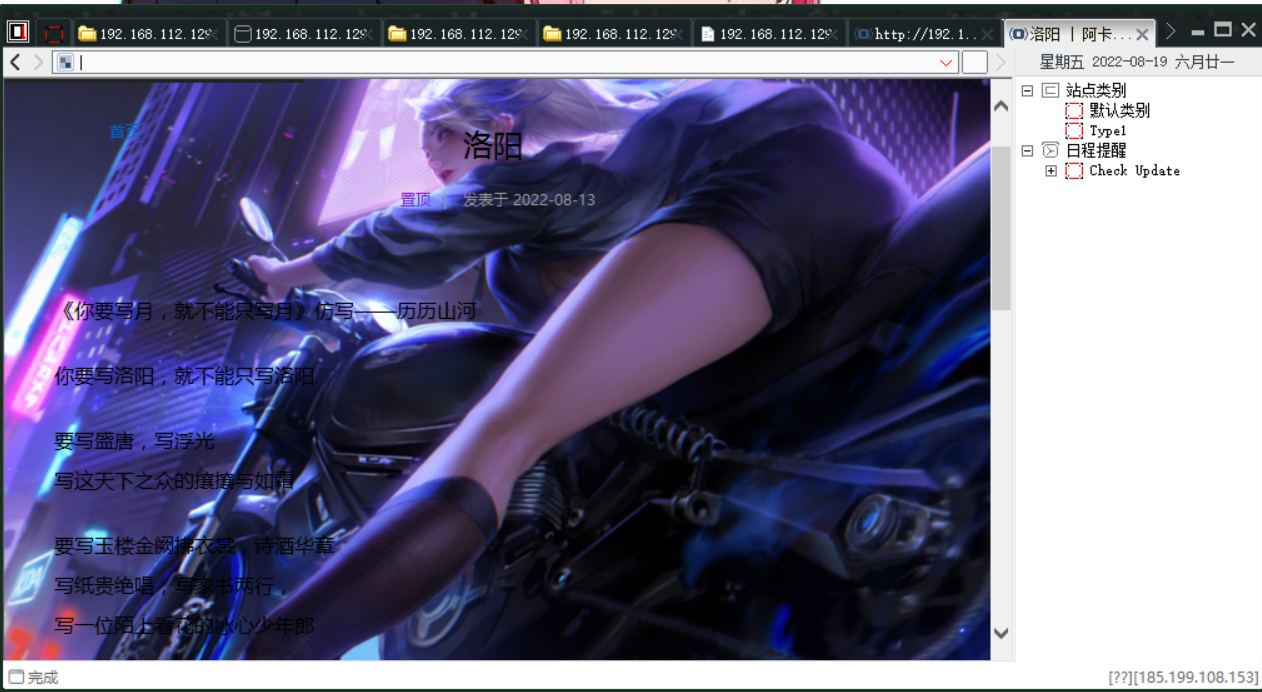 192.168.112.129
192.168.112.129
192.168.112.129
192.168.112.129
192.168.112.129
http://192.1..
洛阳 | 阿卡...
星期五 2022-08-19 六月廿一
站点类别
默认类别
Type1
日程提醒
Check Update
首页
洛阳
置顶 | 发表于 2022-08-13
《你要写月，就不能只写月》仿写——历历山河
你要写洛阳，就不能只写洛阳
要写盛唐，写浮光
写这天下之众的攘攘与如霜
要写玉楼金阙拂衣裳，诗酒华章
写纸贵绝唱，写家书两行，
写一位陌上看花的冰心少年郎
完成
[??][185.199.108.153]